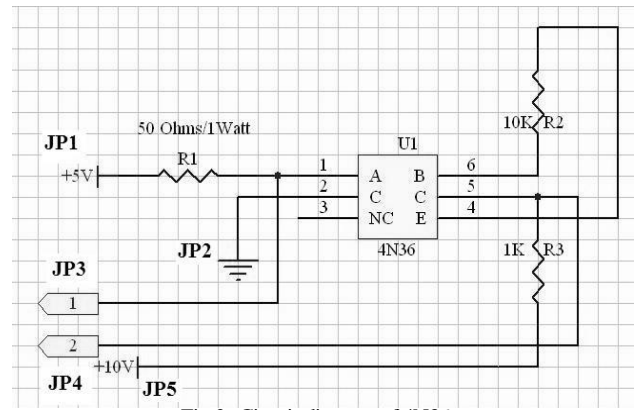 50 Ohms/1Watt
JP1
R1
+5V
U1
1
2
3
A
C
NC
B
C
E
6
5
4
4N36
10K
R2
1K
R3
JP2
JP3
1
2
JP4
+10V
JP5